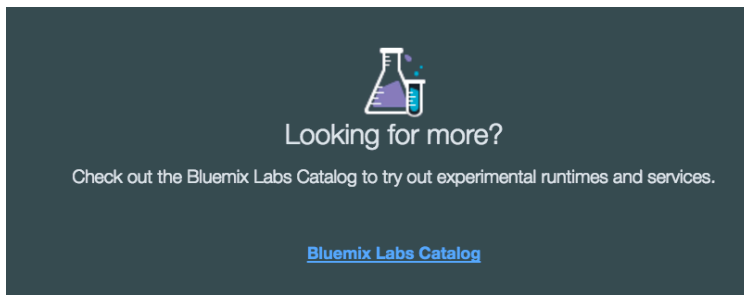 Looking for more?
Check out the Bluemix Labs Catalog to try out experimental runtimes and services.
Bluemix Labs Catalog